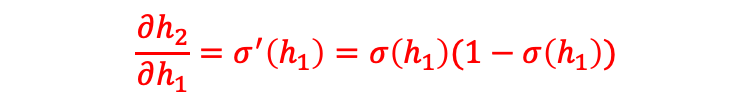 ∂h₂/∂h₁ = σ′(h₁) = σ(h₁)(1 − σ(h₁))